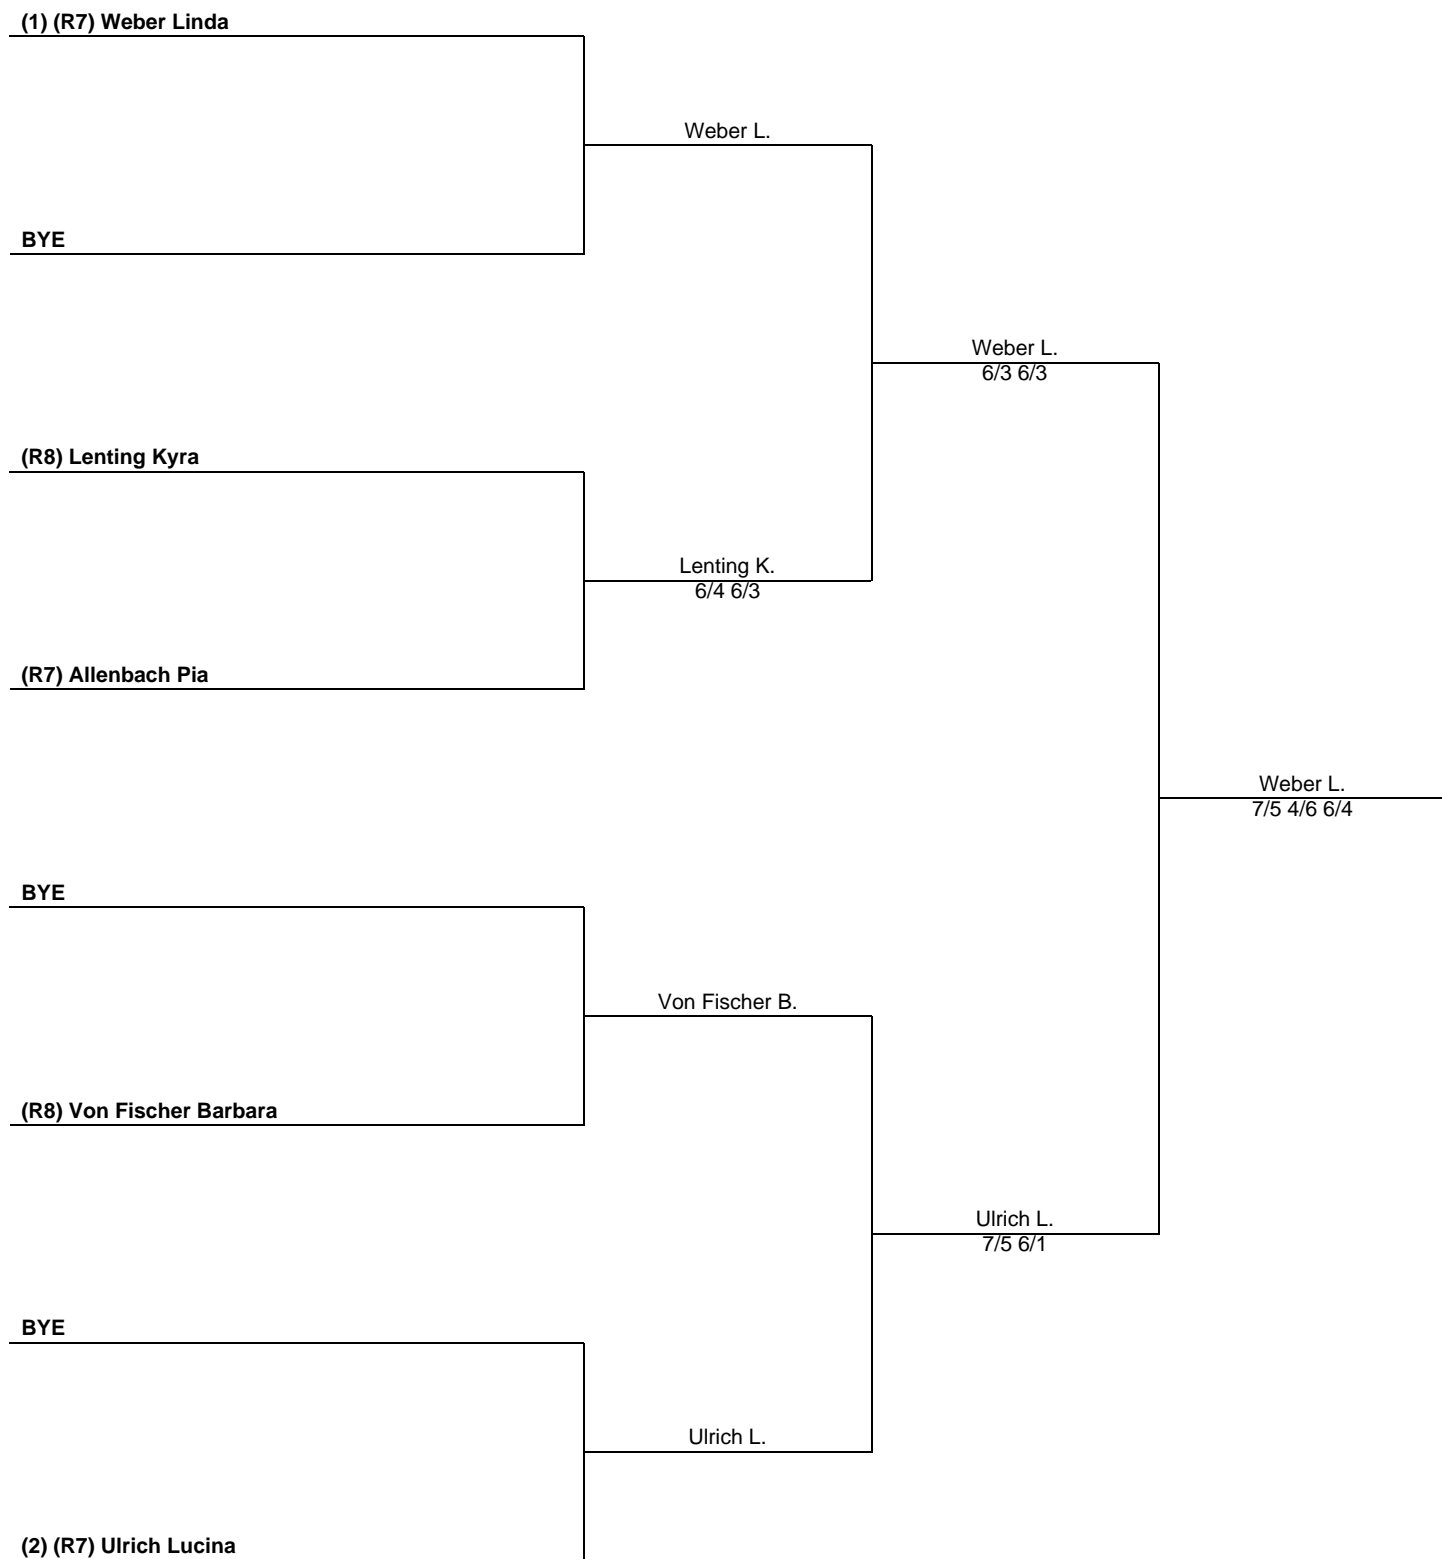 (1) (R7) Weber Linda
Weber L.
BYE
Weber L.
6/3 6/3
(R8) Lenting Kyra
Lenting K.
6/4 6/3
(R7) Allenbach Pia
Weber L.
7/5 4/6 6/4
BYE
Von Fischer B.
(R8) Von Fischer Barbara
Ulrich L.
7/5 6/1
BYE
Ulrich L.
(2) (R7) Ulrich Lucina